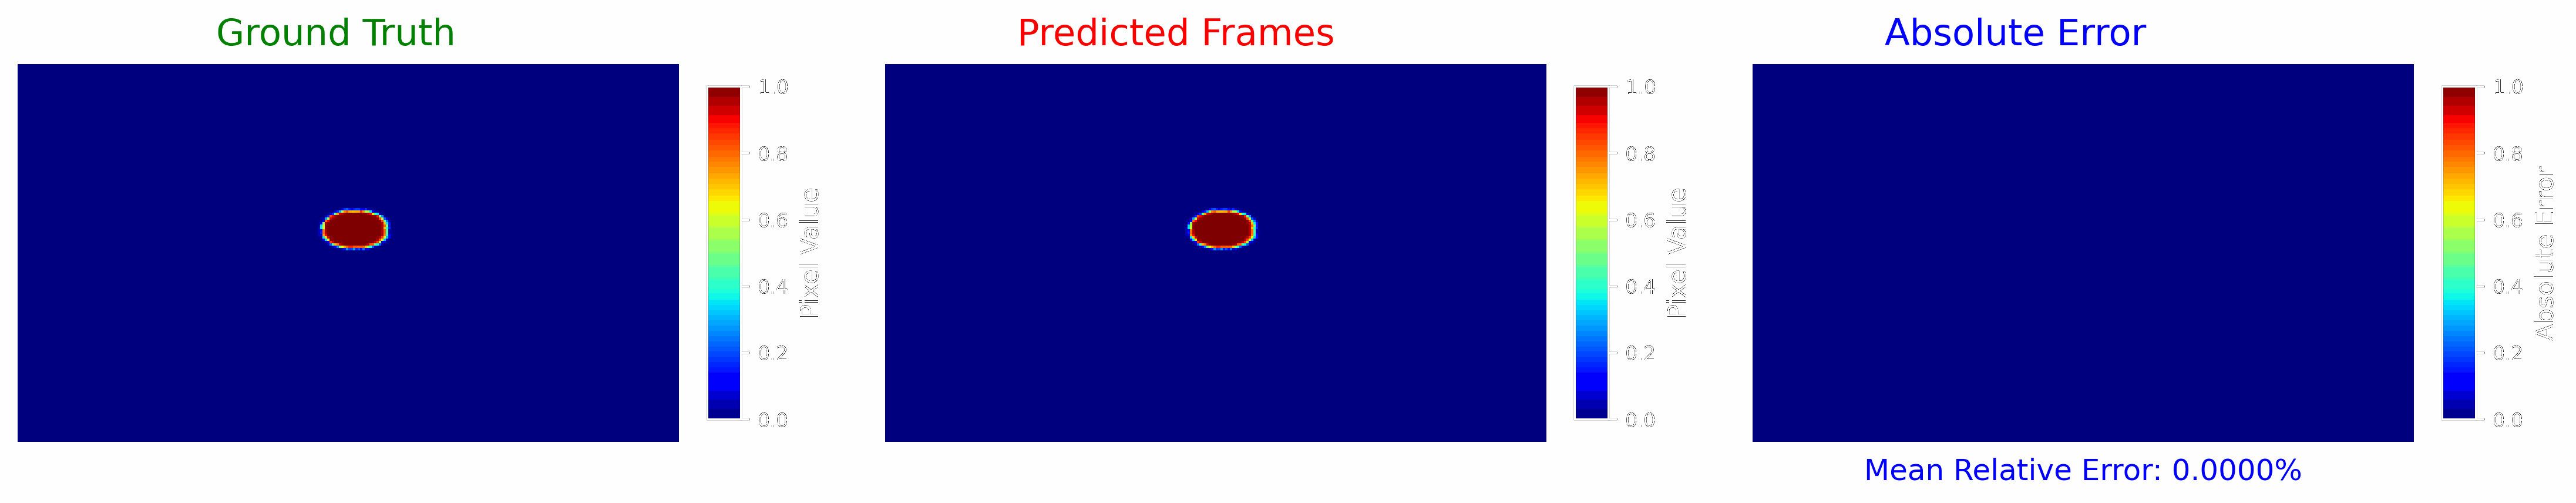 Ground Truth
1.0
0.8
0.6
0.4
0.2
0.0
Pixel Value
Predicted Frames
1.0
0.8
0.6
0.4
0.2
0.0
Pixel Value
Absolute Error
1.0
0.8
0.6
0.4
0.2
0.0
Absolute Error
Mean Relative Error: 0.0000%